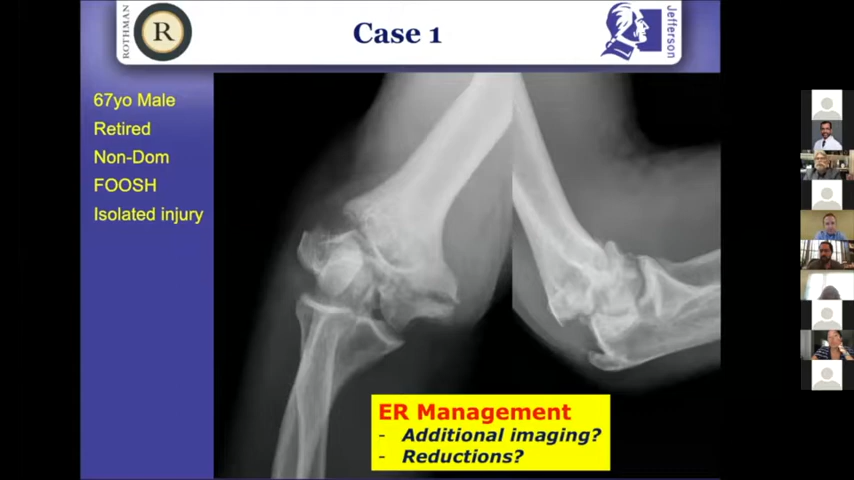 ROTHMAN
R
Case 1
Jefferson
67yo Male
Retired
Non-Dom
FOOSH
Isolated injury
ER Management
- Additional imaging?
- Reductions?